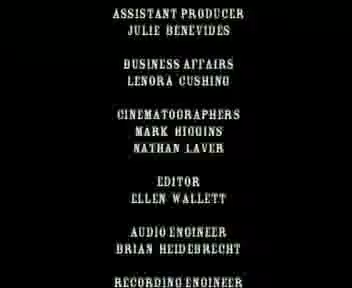 ASSISTANT PRODUCER
JULIE BENEVIDES
BUSINESS AFFAIRS
LENORA CUSHING
CINEMATOGRAPHERS
MARK HIGGINS
NATHAN LAVER
EDITOR
ELLEN WALLETT
AUDIO ENGINEER
BRIAN HEIDEBRECHT
RECORDING ENGINEER